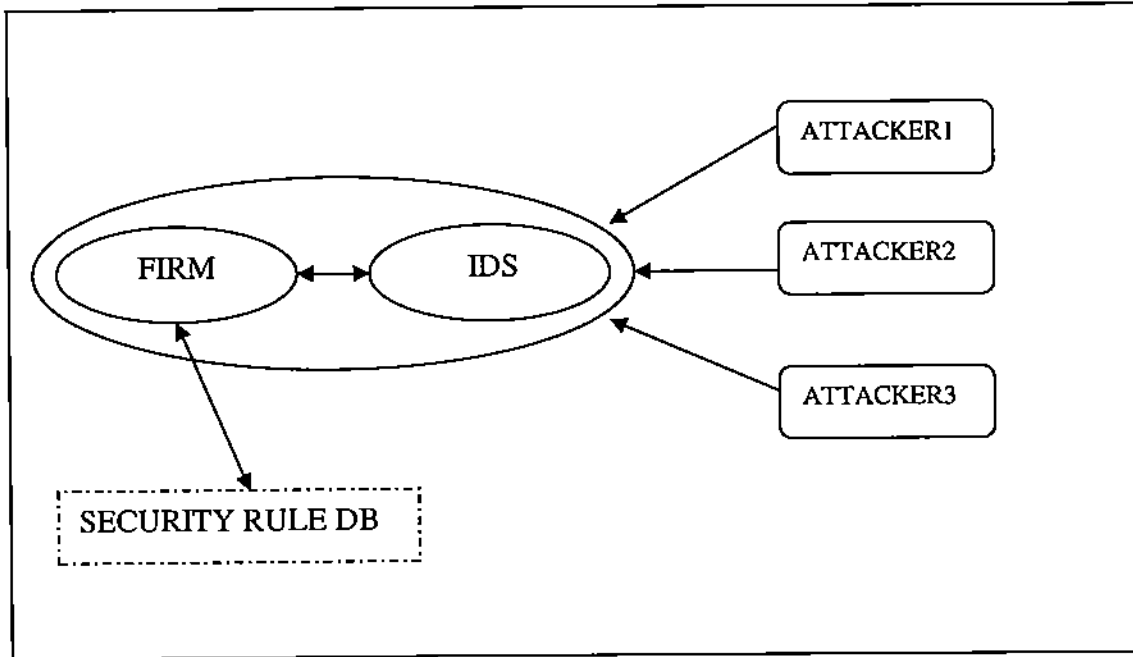 ATTACKER1
FIRM
IDS
ATTACKER2
ATTACKER3
SECURITY RULE DB